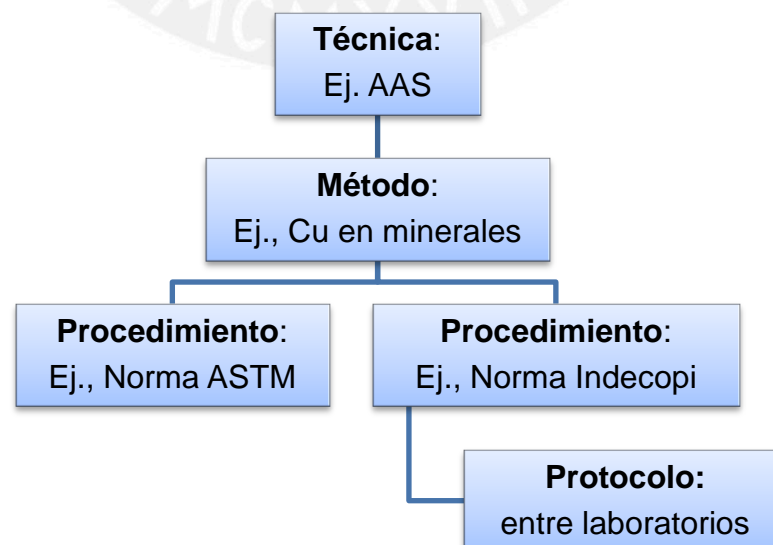 Técnica:
Ej. AAS
Método:
Ej., Cu en minerales
Procedimiento:
Ej., Norma ASTM
Procedimiento:
Ej., Norma Indecopi
Protocolo:
entre laboratorios